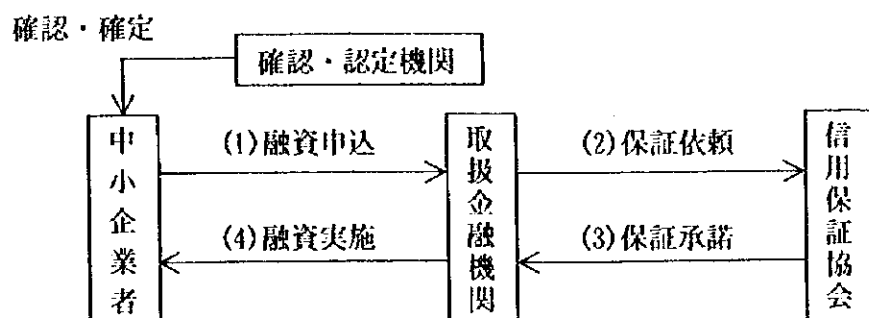 確認・確定
確認・認定機関
中小企業者
(1)融資申込
取扱金融機関
(2)保証依頼
信用保証協会
(4)融資実施
(3)保証承諾